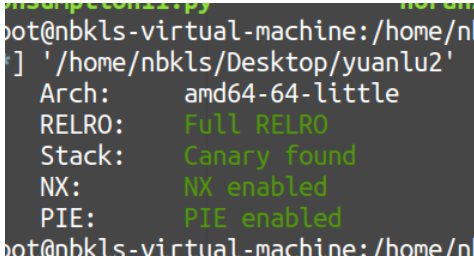 oot@nbkls-virtual-machine:/home/n
*] '/home/nbkls/Desktop/yuanlu2'
Arch: amd64-64-little
RELRO: Full RELRO
Stack: Canary found
NX: NX enabled
PIE: PIE enabled
oot@nbkls-virtual-machine:/home/n